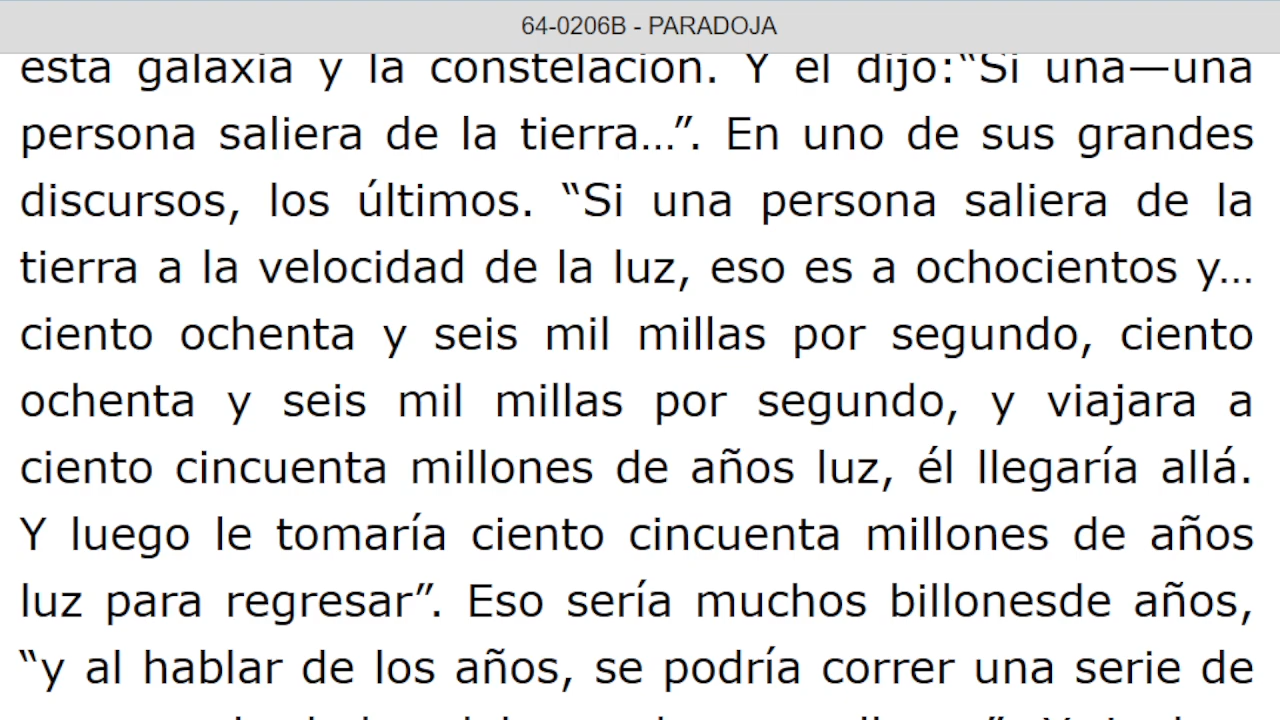 64-0206B - PARADOJA
esta galaxia y la constelación. Y él dijo:“Si una—una
persona saliera de la tierra…”. En uno de sus grandes
discursos, los últimos. “Si una persona saliera de la
tierra a la velocidad de la luz, eso es a ochocientos y…
ciento ochenta y seis mil millas por segundo, ciento
ochenta y seis mil millas por segundo, y viajara a
ciento cincuenta millones de años luz, él llegaría allá.
Y luego le tomaría ciento cincuenta millones de años
luz para regresar”. Eso sería muchos billonesde años,
“y al hablar de los años, se podría correr una serie de